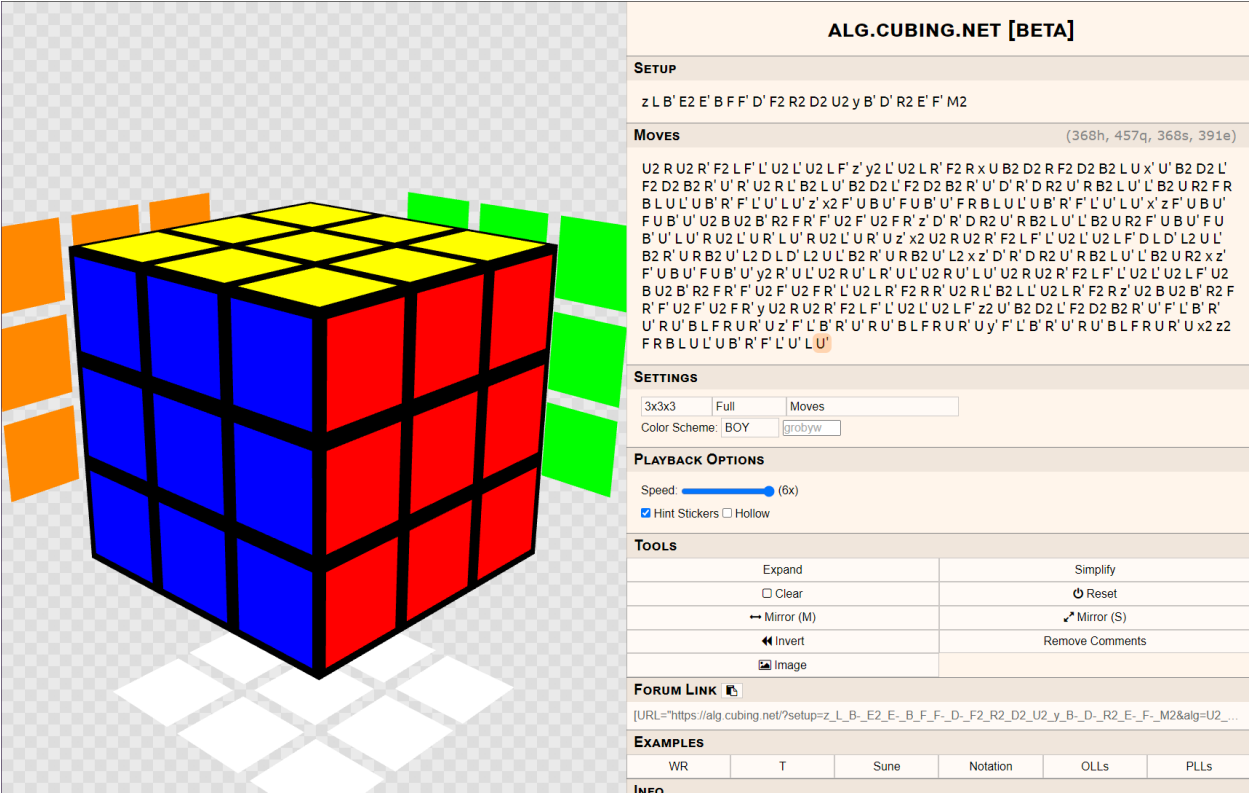 ALG.CUBING.NET [BETA]
SETUP
z L B' E2 E' B F F' D' F2 R2 D2 U2 y B' D' R2 E' F' M2
MOVES (368h, 457q, 368s, 391e)
U2 R U2 R' F2 L F' L' U2 L' U2 L F' z' y2 L' U2 L R' F2 R x U B2 D2 R F2 D2 B2 L U x' U' B2 D2 L'
F2 D2 B2 R' U' R' U2 R L' B2 L U' B2 D2 L' F2 D2 B2 R' U' D' R' D R2 U' R B2 L U' L' B2 U R2 F R
B L U L' U B' R' F' L' U' L U' z' x2 F' U B U' F U B' U' F R B L U L' U B' R' F' L' U' L U' x' z F' U B U'
F U B' U' U2 B U2 B' R2 F R' F' U2 F' U2 F R' z' D' R' D R2 U' R B2 L U' L' B2 U R2 F' U B U' F U
B' U' L U' R U2 L' U R' L U' R U2 L' U R' U z' x2 U2 R U2 R' F2 L F' L' U2 L' U2 L F' D L D' L2 U L'
B2 R' U R B2 U' L2 D L D' L2 U L' B2 R' U R B2 U' L2 x z' D' R' D R2 U' R B2 L U' L' B2 U R2 x z'
F' U B U' F U B' U' y2 R' U L' U2 R U' L R' U L' U2 R U' L U' U2 R U2 R' F2 L F' L' U2 L' U2 L F' U2
B U2 B' R2 F R' F' U2 F' U2 F R' L' U2 L R' F2 R R' U2 R L' B2 L L' U2 L R' F2 R z' U2 B U2 B' R2 F
R' F' U2 F' U2 F R' y U2 R U2 R' F2 L F' L' U2 L' U2 L F' z2 U' B2 D2 L' F2 D2 B2 R' U' F' L' B' R'
U' R U' B L F R U R' U z' F' L' B' R' U' R U' B L F R U R' U y' F' L' B' R' U' R U' B L F R U R' U x2 z2
F R B L U L' U B' R' F' L' U' L U'
SETTINGS
3x3x3 Full Moves
Color Scheme: BOY grobyw
PLAYBACK OPTIONS
Speed: (6x)
Hint Stickers Hollow
TOOLS
Expand Simplify
Clear Reset
Mirror (M) Mirror (S)
Invert Remove Comments
Image
FORUM LINK
[URL="https://alg.cubing.net/?setup=z_L_B-_E2_E-_B_F_F-_D-_F2_R2_D2_U2_y_B-_D-_R2_E-_F-_M2&alg=U2_...
EXAMPLES
WR T Sune Notation OLLs PLLs
INFO